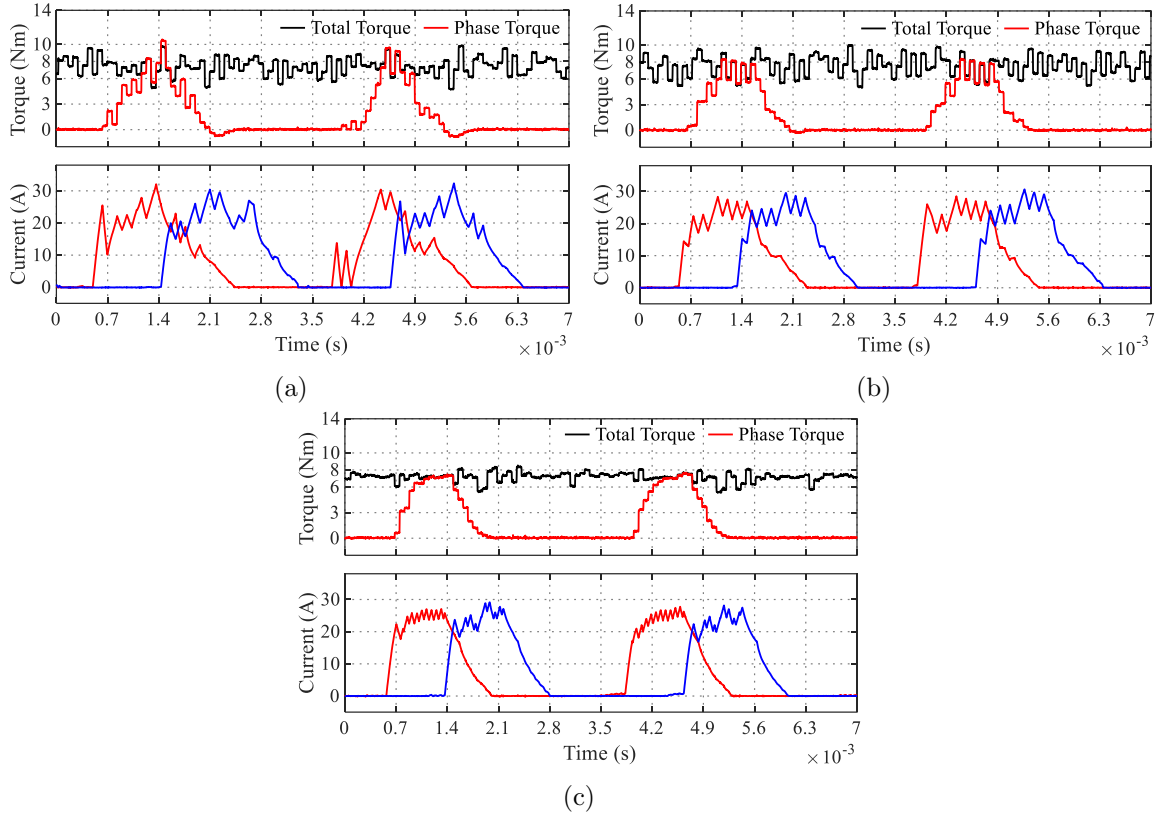 Total Torque Phase Torque
Torque (Nm)
14
10
8
6
3
0
Current (A)
30
20
10
0
0 0.7 1.4 2.1 2.8 3.5 4.2 4.9 5.6 6.3 7
Time (s)
×10⁻³
(a)
Total Torque Phase Torque
Torque (Nm)
14
10
8
6
3
0
Current (A)
30
20
10
0
0 0.7 1.4 2.1 2.8 3.5 4.2 4.9 5.6 6.3 7
Time (s)
×10⁻³
(b)
Total Torque Phase Torque
Torque (Nm)
14
10
8
6
3
0
Current (A)
30
20
10
0
0 0.7 1.4 2.1 2.8 3.5 4.2 4.9 5.6 6.3 7
Time (s)
×10⁻³
(c)